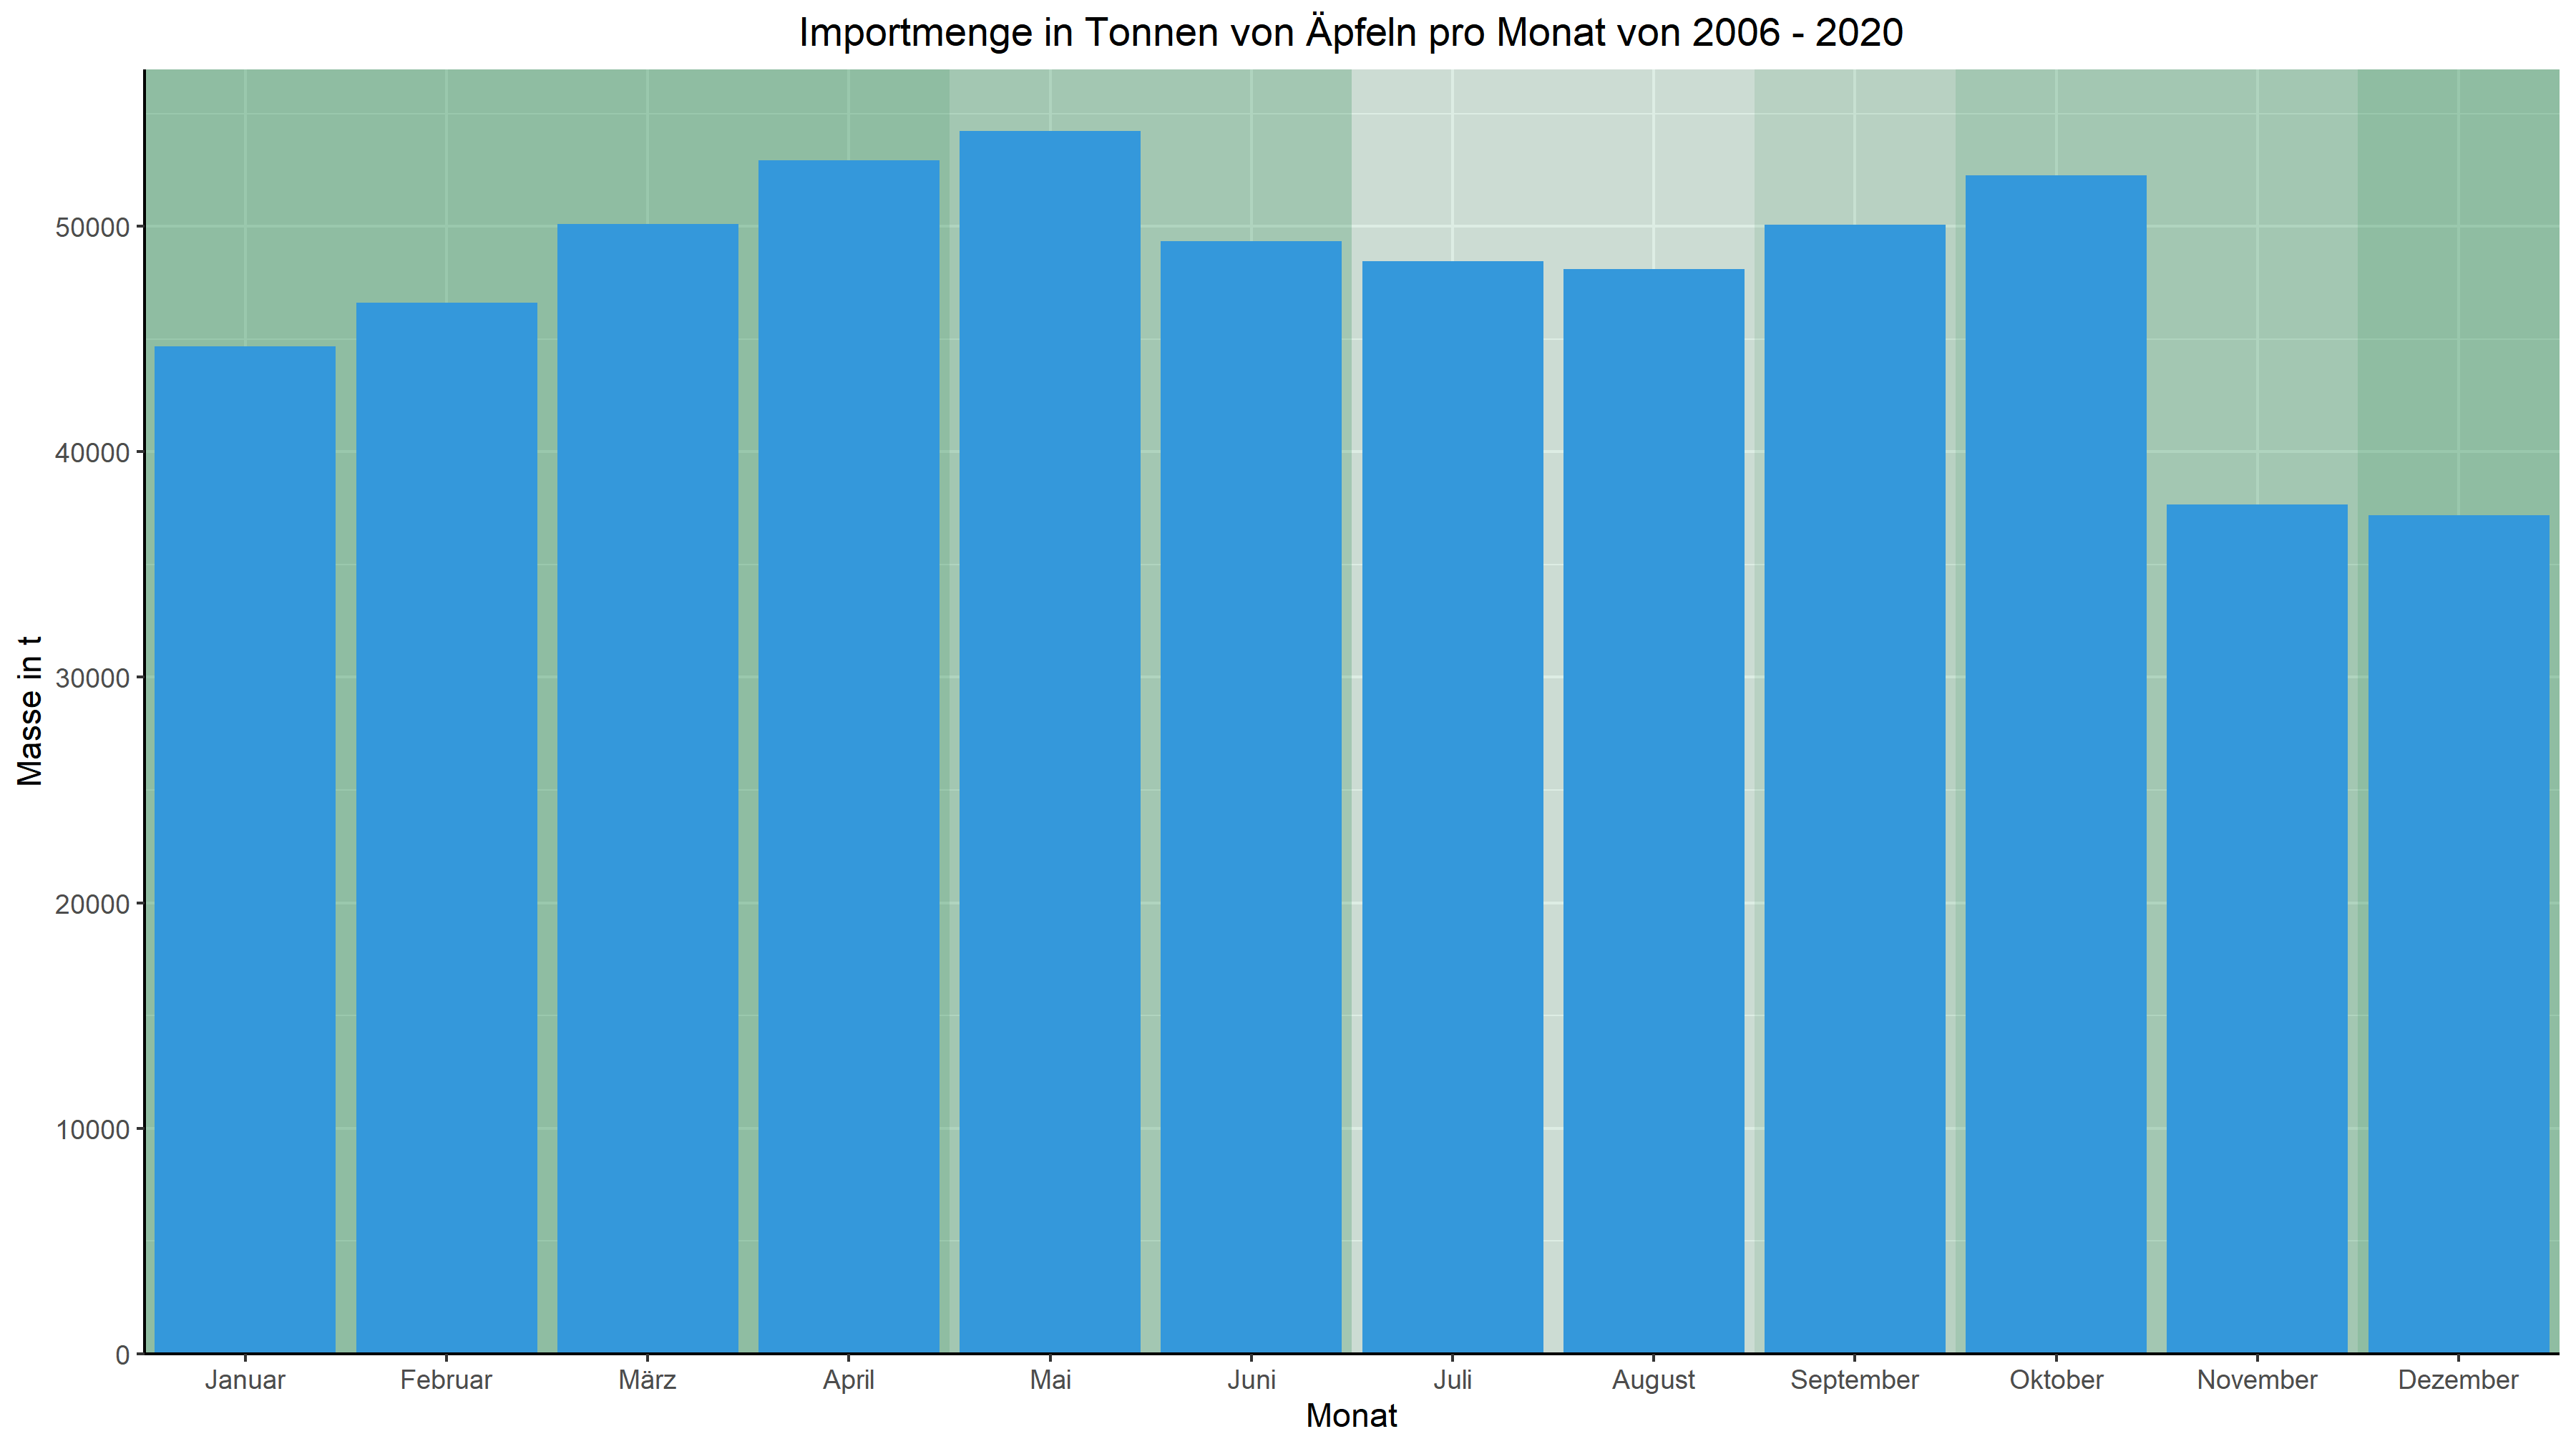 Importmenge in Tonnen von Äpfeln pro Monat von 2006 - 2020
Masse in t
50000
40000
30000
20000
10000
0
Januar Februar März April Mai Juni Juli August September Oktober November Dezember
Monat